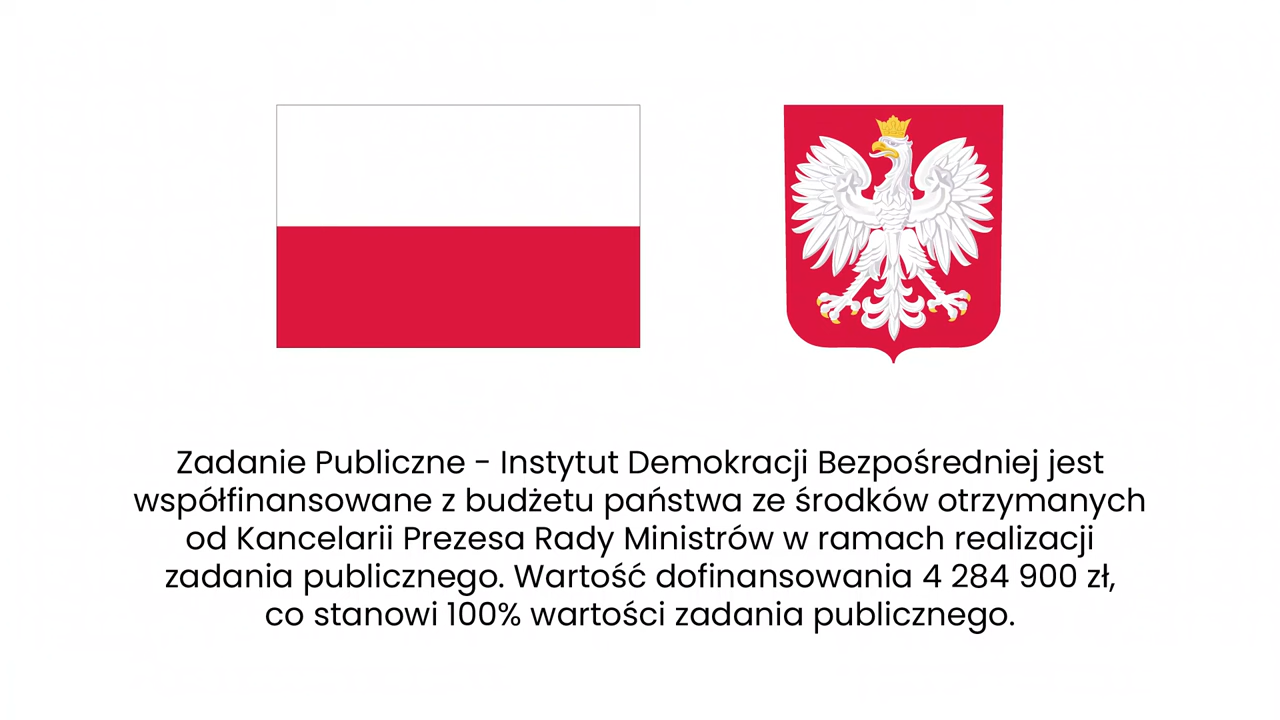 Zadanie Publiczne - Instytut Demokracji Bezpośredniej jest
współfinansowane z budżetu państwa ze środków otrzymanych
od Kancelarii Prezesa Rady Ministrów w ramach realizacji
zadania publicznego. Wartość dofinansowania 4 284 900 zł,
co stanowi 100% wartości zadania publicznego.